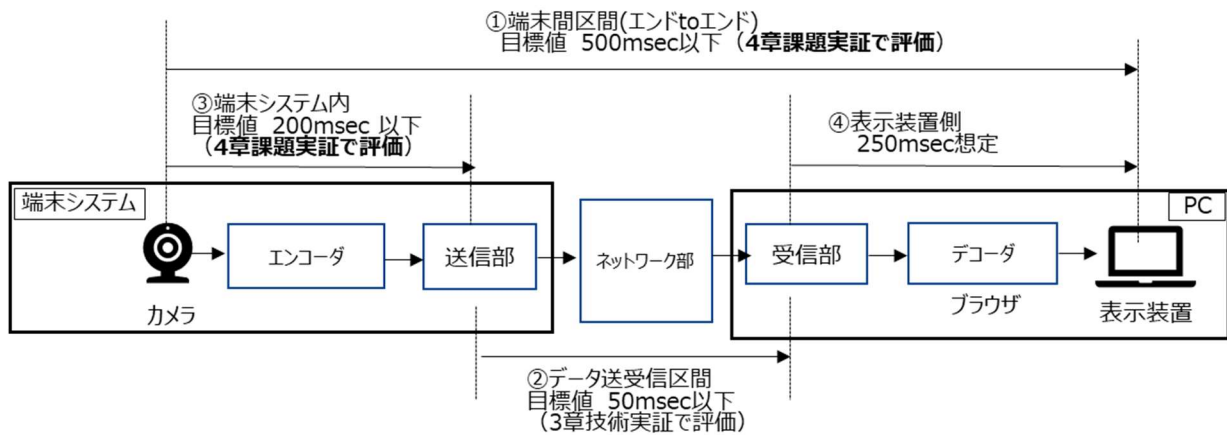 ①端末間区間(エンドtoエンド)
目標値 500msec以下（4章課題実証で評価）
③端末システム内
目標値 200msec 以下
（4章課題実証で評価）
④表示装置側
250msec想定
端末システム
PC
エンコーダ
送信部
ネットワーク部
受信部
デコーダ
カメラ
ブラウザ
表示装置
②データ送受信区間
目標値 50msec以下
（3章技術実証で評価）